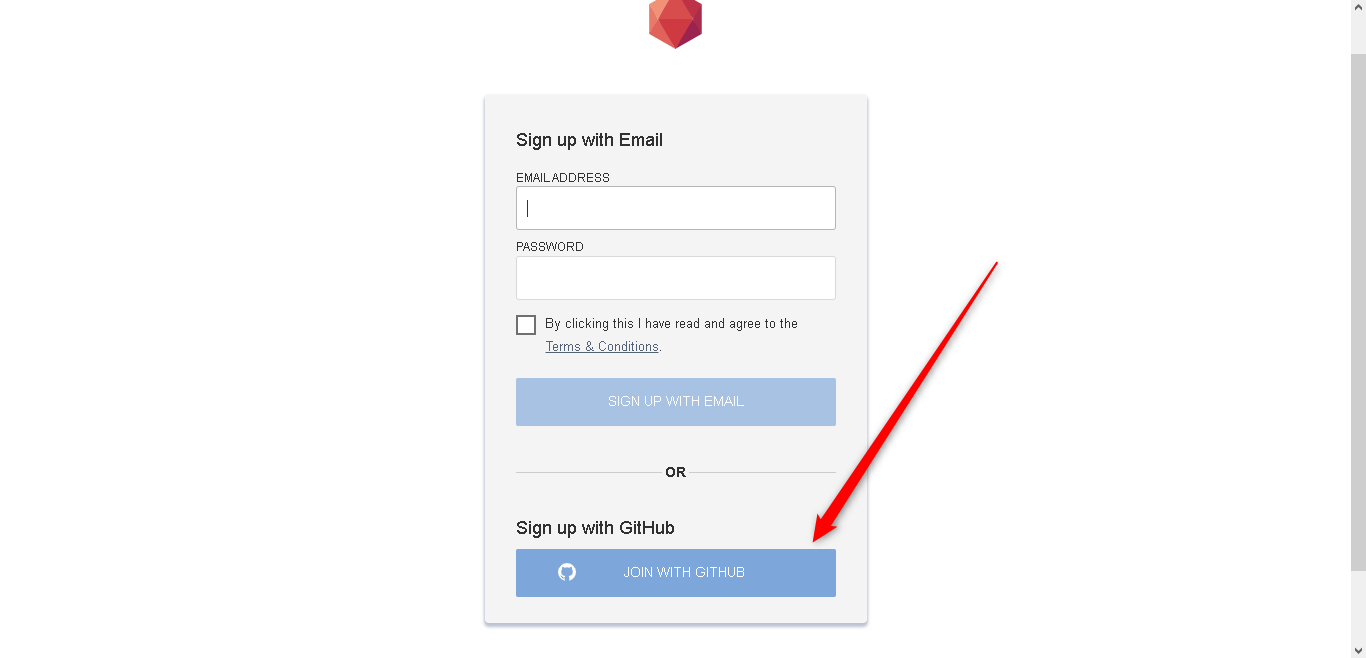 Sign up with Email
EMAIL ADDRESS
PASSWORD
By clicking this I have read and agree to the
Terms & Conditions.
SIGN UP WITH EMAIL
OR
Sign up with GitHub
JOIN WITH GITHUB